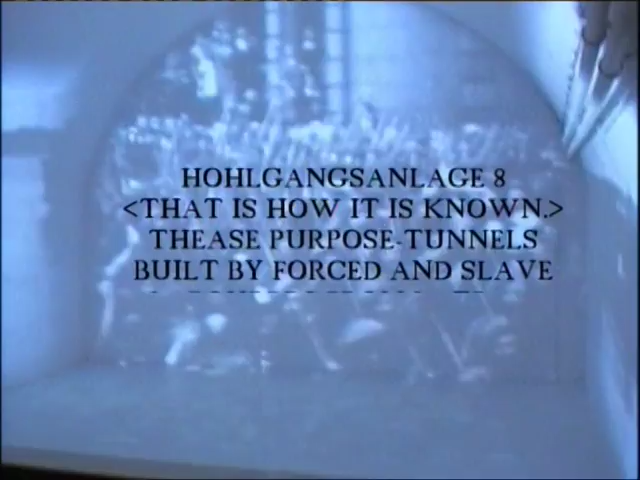 HOHLGANGSANLAGE 8
<THAT IS HOW IT IS KNOWN.>
THEASE PURPOSE-TUNNELS
BUILT BY FORCED AND SLAVE